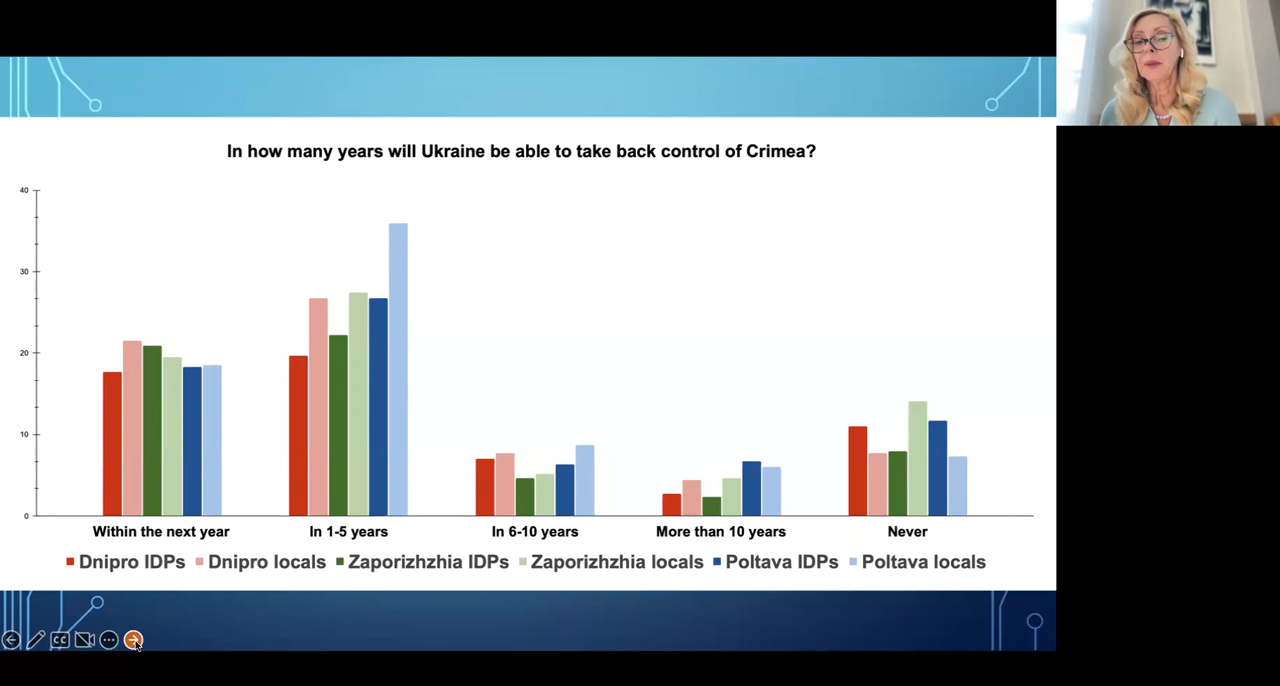 In how many years will Ukraine be able to take back control of Crimea?
40
30
20
10
0
Within the next year In 1-5 years In 6-10 years More than 10 years Never
Dnipro IDPs Dnipro locals Zaporizhzhia IDPs Zaporizhzhia locals Poltava IDPs Poltava locals
CC